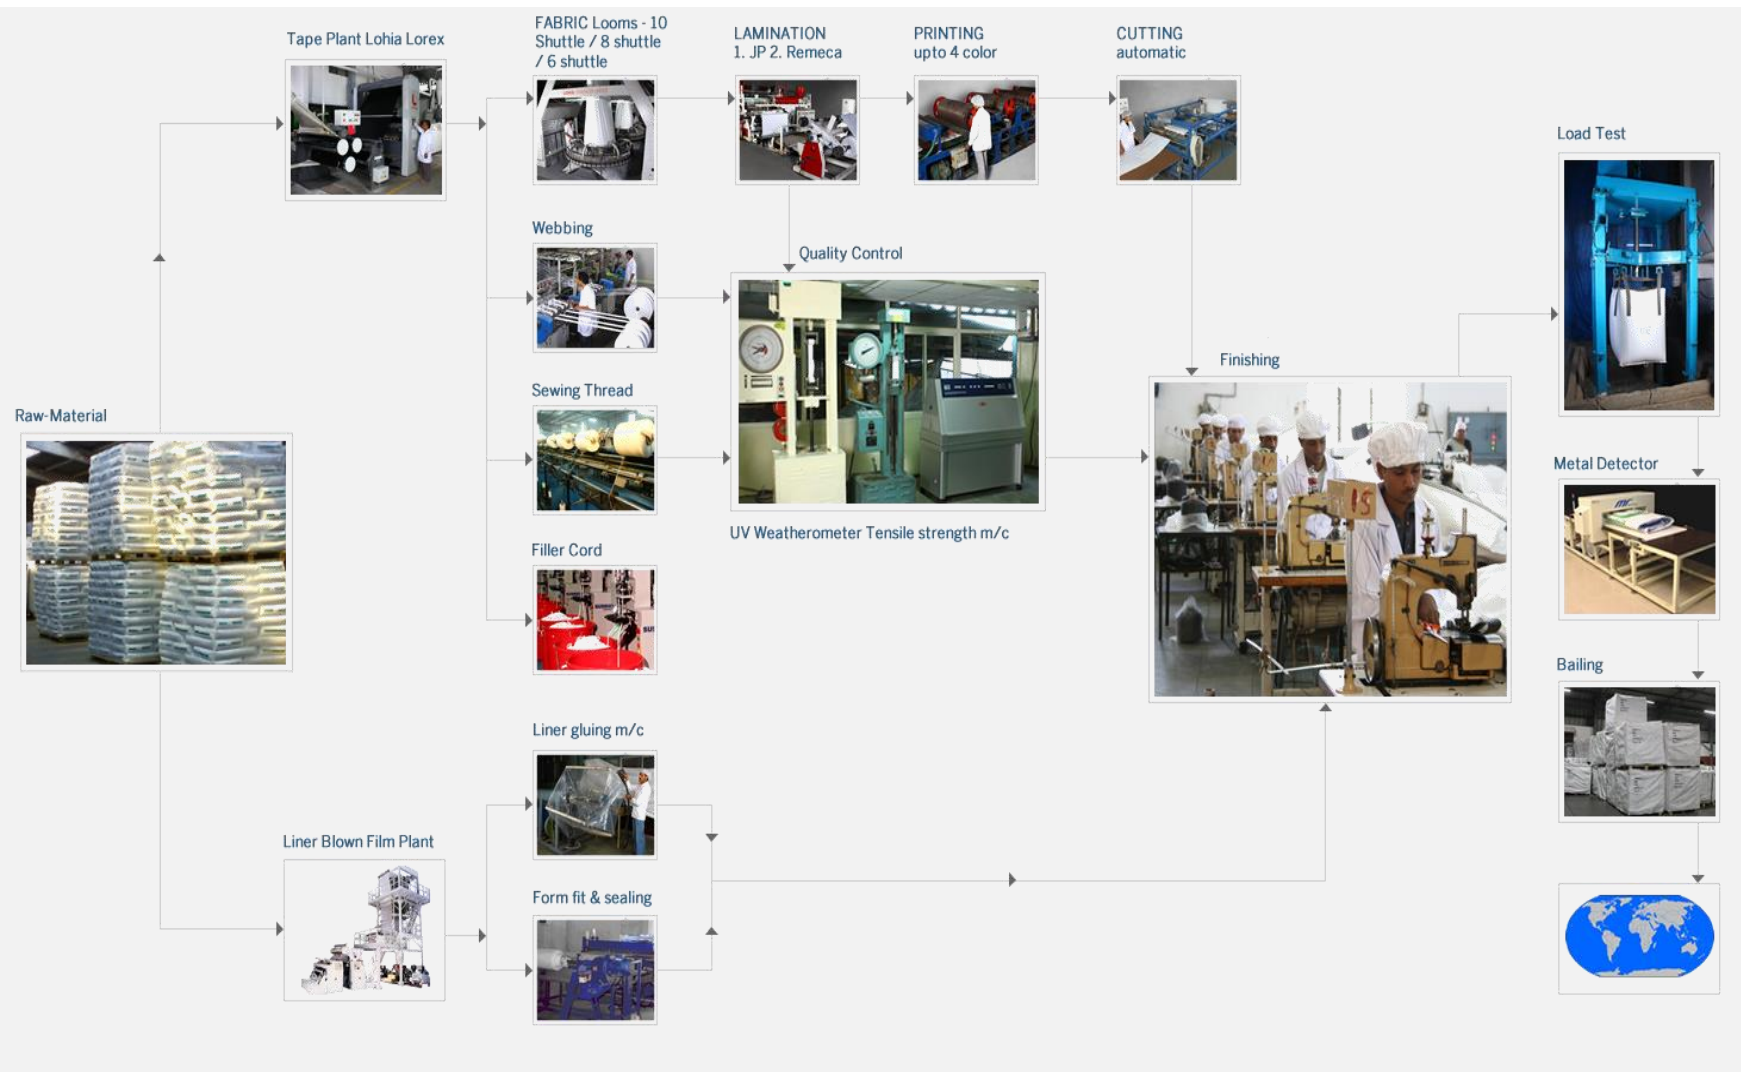 Tape Plant Lohia Lorex
FABRIC Looms - 10
Shuttle / 8 shuttle
/ 6 shuttle
LAMINATION
1. JP 2. Remeca
PRINTING
upto 4 color
CUTTING
automatic
Load Test
Webbing
Quality Control
Finishing
Sewing Thread
Raw-Material
15
Metal Detector
UV Weatherometer Tensile strength m/c
Filler Cord
Bailing
Liner gluing m/c
Liner Blown Film Plant
Form fit & sealing